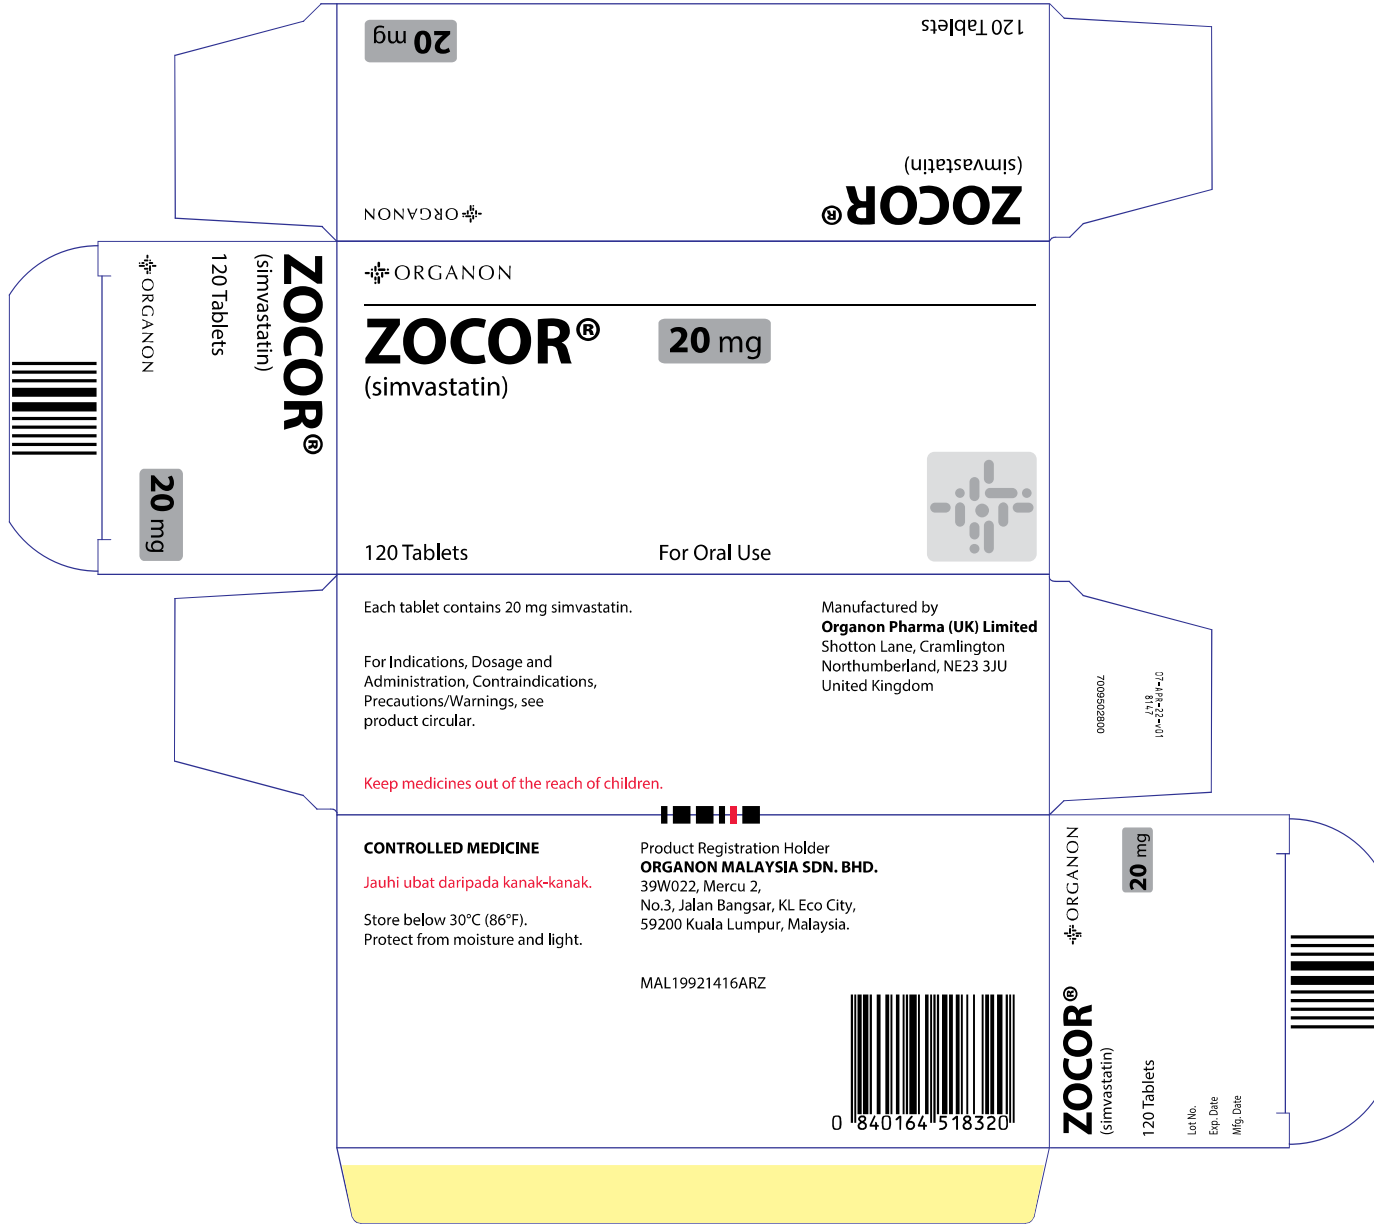 20 mg
120 Tablets
ORGANON
(simvastatin)
ZOCOR®
ORGANON
120 Tablets
(simvastatin)
ZOCOR®
20 mg
ORGANON
ZOCOR®
20 mg
(simvastatin)
120 Tablets
For Oral Use
Each tablet contains 20 mg simvastatin.
For Indications, Dosage and
Administration, Contraindications,
Precautions/Warnings, see
product circular.
Keep medicines out of the reach of children.
Manufactured by
Organon Pharma (UK) Limited
Shotton Lane, Cramlington
Northumberland, NE23 3JU
United Kingdom
7009502800
07-APR-22-v01
8147
CONTROLLED MEDICINE
Jauhi ubat daripada kanak-kanak.
Store below 30°C (86°F).
Protect from moisture and light.
Product Registration Holder
ORGANON MALAYSIA SDN. BHD.
39W022, Mercu 2,
No.3, Jalan Bangsar, KL Eco City,
59200 Kuala Lumpur, Malaysia.
MAL19921416ARZ
0 840164 518320
ORGANON
20 mg
ZOCOR®
(simvastatin)
120 Tablets
Lot No.
Exp. Date
Mfg. Date